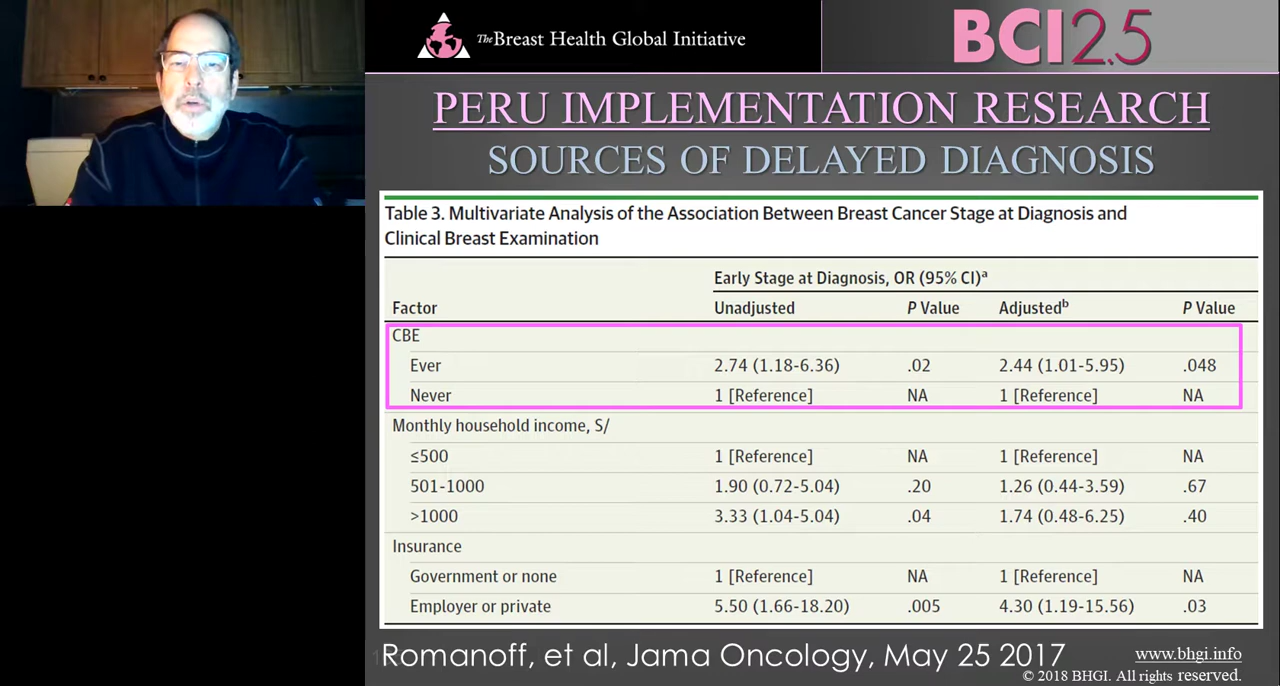 The Breast Health Global Initiative
BCI2.5
PERU IMPLEMENTATION RESEARCH
SOURCES OF DELAYED DIAGNOSIS
Table 3. Multivariate Analysis of the Association Between Breast Cancer Stage at Diagnosis and
Clinical Breast Examination
Early Stage at Diagnosis, OR (95% CI)a
Factor Unadjusted P Value Adjustedb P Value
CBE
Ever 2.74 (1.18-6.36) .02 2.44 (1.01-5.95) .048
Never 1 [Reference] NA 1 [Reference] NA
Monthly household income, S/
≤500 1 [Reference] NA 1 [Reference] NA
501-1000 1.90 (0.72-5.04) .20 1.26 (0.44-3.59) .67
>1000 3.33 (1.04-5.04) .04 1.74 (0.48-6.25) .40
Insurance
Government or none 1 [Reference] NA 1 [Reference] NA
Employer or private 5.50 (1.66-18.20) .005 4.30 (1.19-15.56) .03
Romanoff, et al, Jama Oncology, May 25 2017
www.bhgi.info
© 2018 BHGI. All rights reserved.